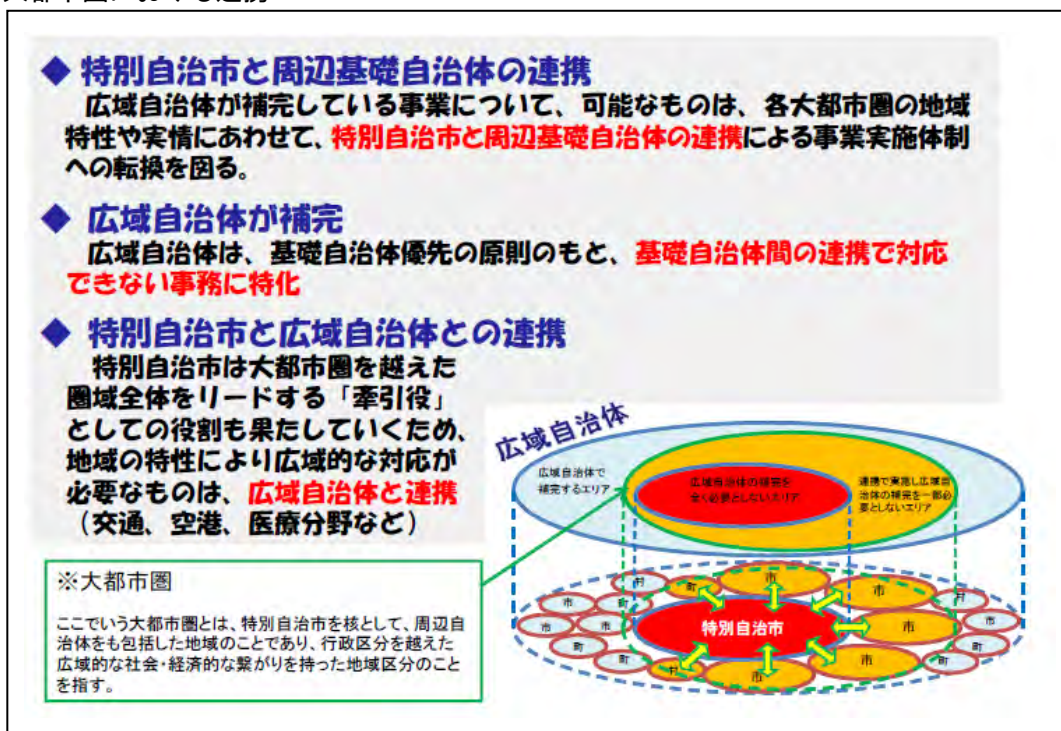 ◆ 特別自治市と周辺基礎自治体の連携
広域自治体が補完している事業について、可能なものは、各大都市圏の地域
特性や実情にあわせて、特別自治市と周辺基礎自治体の連携による事業実施体制
への転換を図る。
◆ 広域自治体が補完
広域自治体は、基礎自治体優先の原則のもと、基礎自治体間の連携で対応
できない事務に特化
◆ 特別自治市と広域自治体との連携
特別自治市は大都市圏を越えた
圏域全体をリードする「牽引役」
としての役割も果たしていくため、
地域の特性により広域的な対応が
必要なものは、広域自治体と連携
（交通、空港、医療分野など）
広域自治体
広域自治体で
補完するエリア
広域自治体の補完を
全く必要としないエリア
連携で実施し広域自
治体の補完を一部必
要としないエリア
※大都市圏
ここでいう大都市圏とは、特別自治市を核として、周辺自
治体をも包括した地域のことであり、行政区分を越えた
広域的な社会・経済的な繋がりを持った地域区分のこと
を指す。
村
町
市
市
村
市
町
市
市
市
特別自治市
市
市
町
町
町
村
市
市
町
町